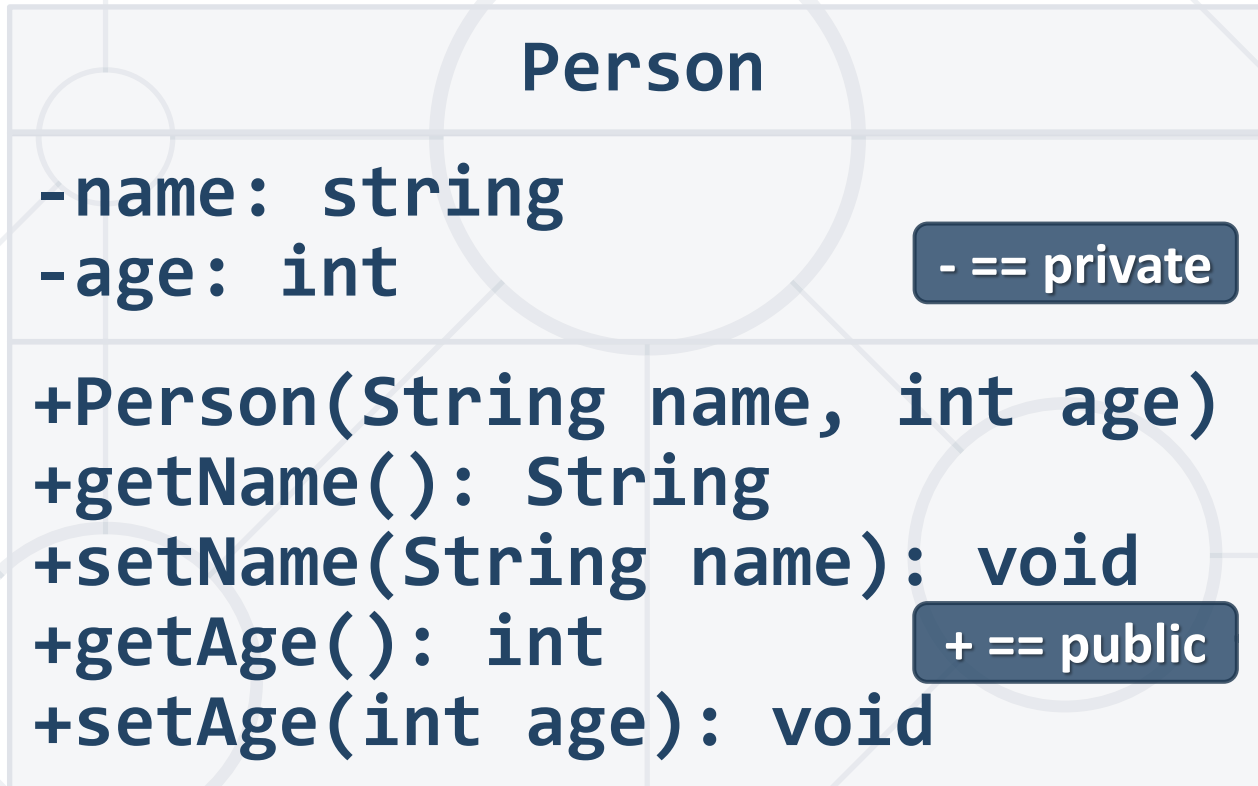 Person
-name: string
-age: int
- == private
+Person(String name, int age)
+getName(): String
+setName(String name): void
+getAge(): int
+ == public
+setAge(int age): void